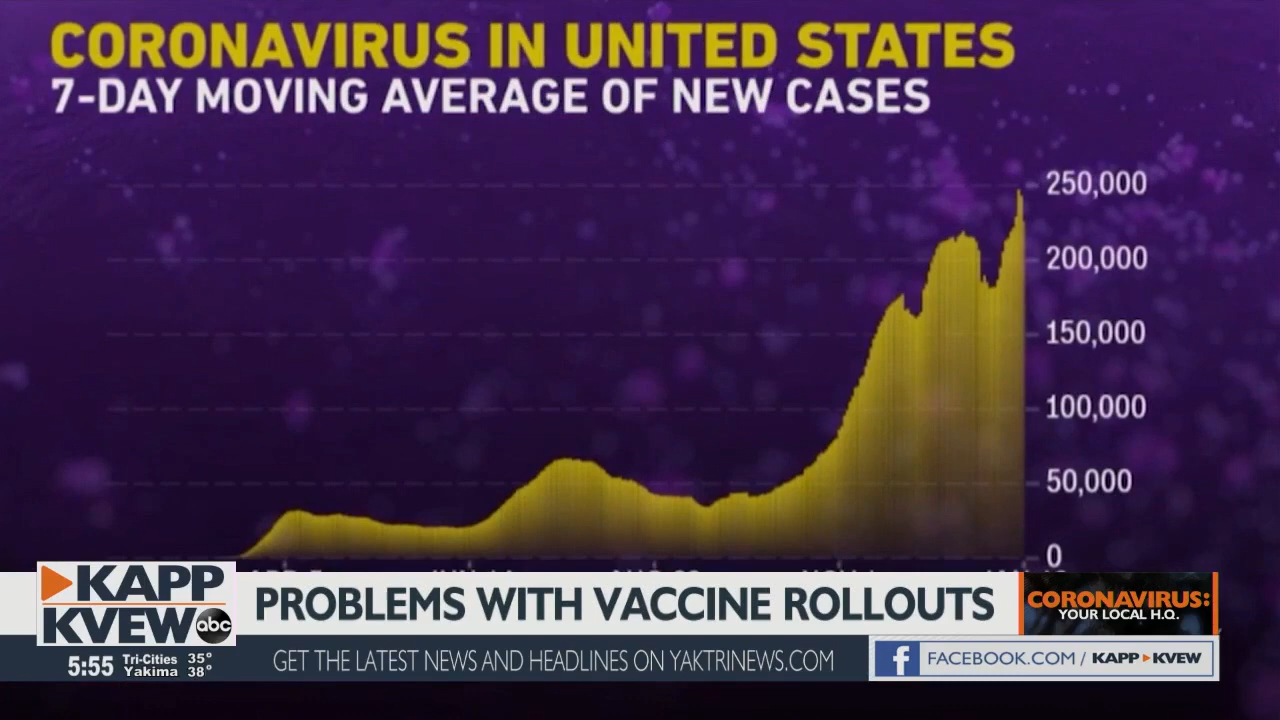 CORONAVIRUS IN UNITED STATES
7-DAY MOVING AVERAGE OF NEW CASES
250,000
200,000
150,000
100,000
50,000
0
KAPP
KVEW abc
PROBLEMS WITH VACCINE ROLLOUTS
CORONAVIRUS:
YOUR LOCAL H.Q.
5:55
Tri-Cities 35°
Yakima 38°
GET THE LATEST NEWS AND HEADLINES ON YAKTRINEWS.COM
f FACEBOOK.COM / KAPP KVEW